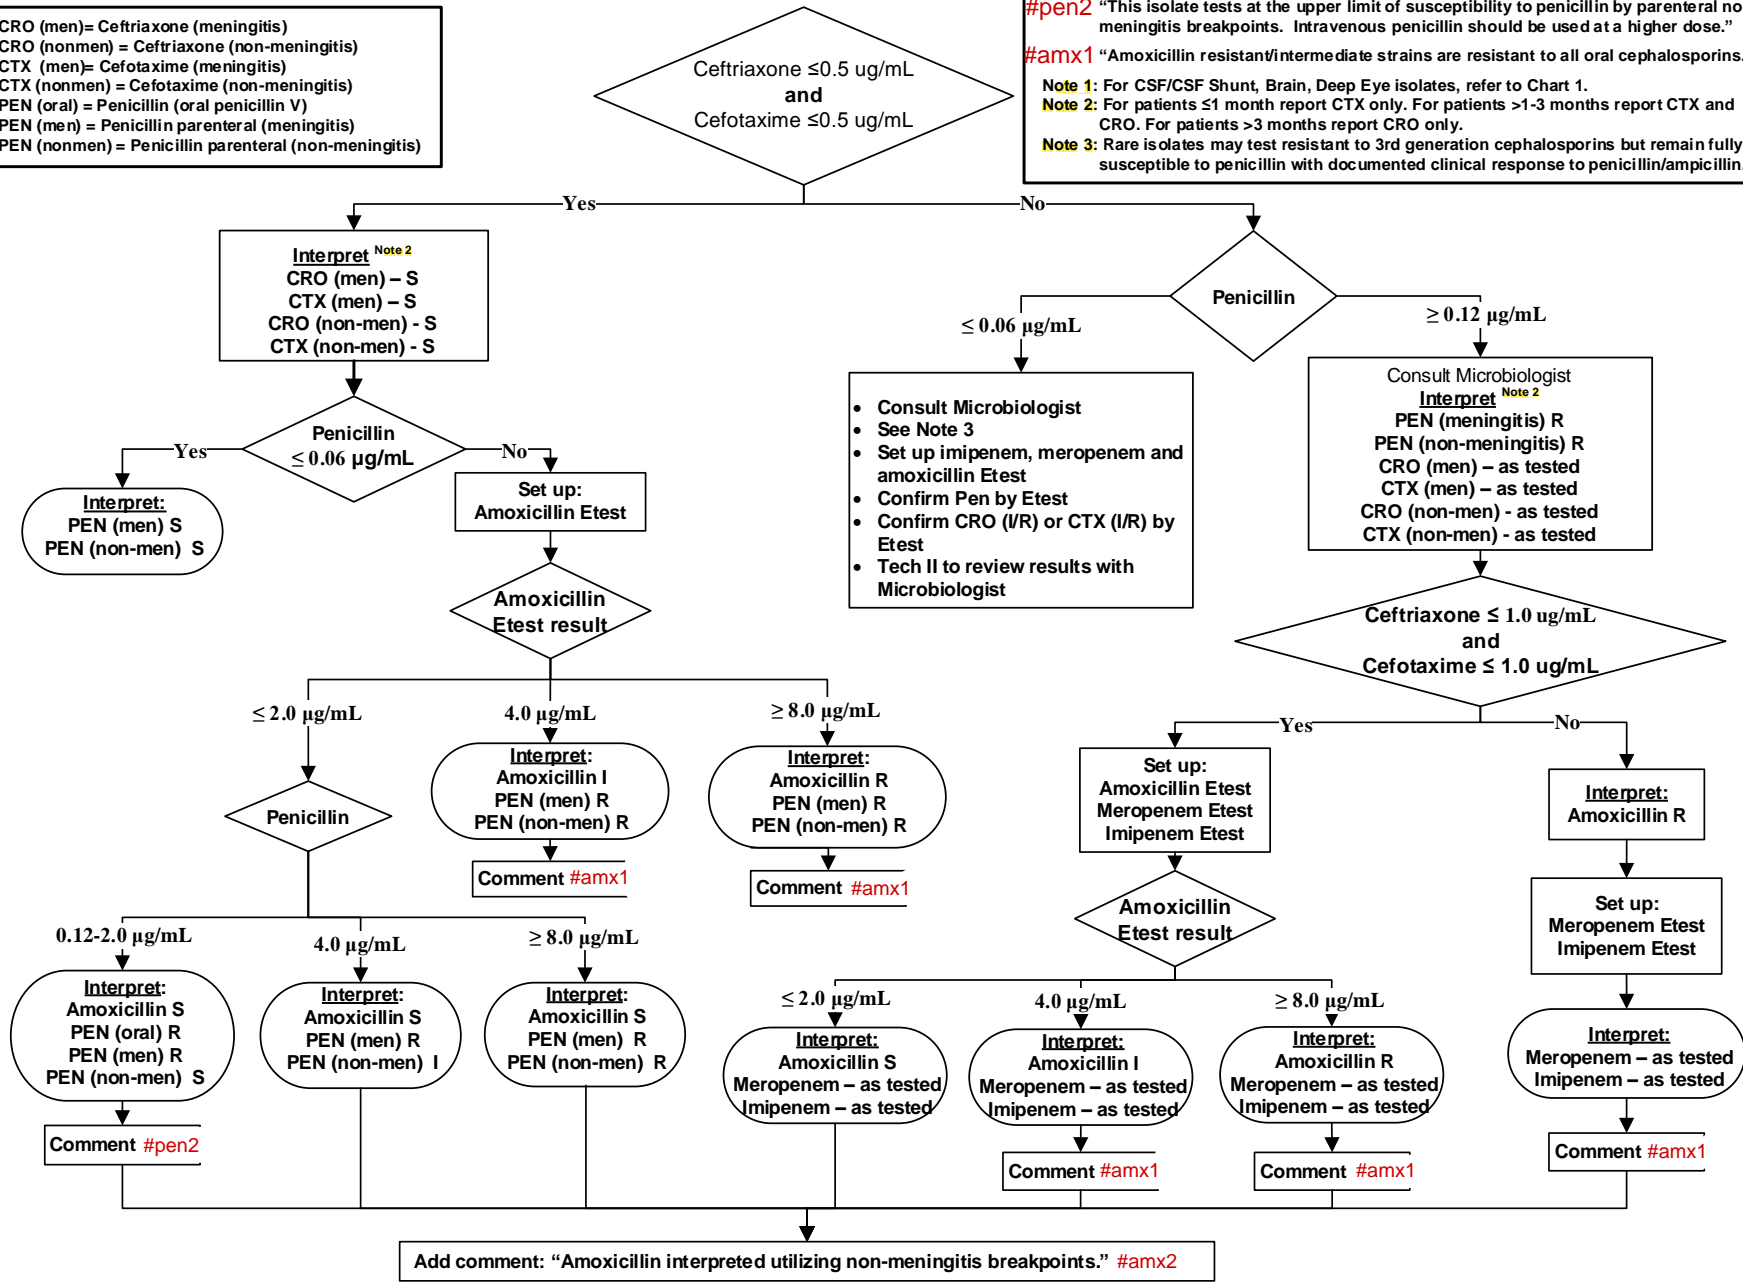 CRO (men)= Ceftriaxone (meningitis)
CRO (nonmen) = Ceftriaxone (non-meningitis)
CTX  (men)= Cefotaxime (meningitis)
CTX (nonmen) = Cefotaxime (non-meningitis)
PEN (oral) = Penicillin (oral penicillin V)
PEN (men) = Penicillin parenteral (meningitis)
PEN (nonmen) = Penicillin parenteral (non-meningitis)
Ceftriaxone ≤0.5 ug/mL
and
Cefotaxime ≤0.5 ug/mL
#pen2 “This isolate tests at the upper limit of susceptibility to penicillin by parenteral no
meningitis breakpoints.  Intravenous penicillin should be used at a higher dose.”
#amx1 “Amoxicillin resistant/intermediate strains are resistant to all oral cephalosporins.
Note 1: For CSF/CSF Shunt, Brain, Deep Eye isolates, refer to Chart 1.
Note 2: For patients ≤1 month report CTX only. For patients >1-3 months report CTX and
CRO. For patients >3 months report CRO only.
Note 3: Rare isolates may test resistant to 3rd generation cephalosporins but remain fully
susceptible to penicillin with documented clinical response to penicillin/ampicillin.
Yes
No
Interpret Note 2
CRO (men) – S
CTX (men) – S
CRO (non-men) - S
CTX (non-men) - S
Penicillin
≤ 0.06 µg/mL
≥ 0.12 µg/mL
Penicillin
≤ 0.06 µg/mL
Yes
No
Interpret:
PEN (men) S
PEN (non-men)  S
Set up:
Amoxicillin Etest
• Consult Microbiologist
• See Note 3
• Set up imipenem, meropenem and
amoxicillin Etest
• Confirm Pen by Etest
• Confirm CRO (I/R) or CTX (I/R) by
Etest
• Tech II to review results with
Microbiologist
Consult Microbiologist
Interpret Note 2
PEN (meningitis) R
PEN (non-meningitis) R
CRO (men) – as tested
CTX (men) – as tested
CRO (non-men) - as tested
CTX (non-men) - as tested
Amoxicillin
Etest result
Ceftriaxone ≤ 1.0 ug/mL
and
Cefotaxime ≤ 1.0 ug/mL
≤ 2.0 µg/mL
4.0 µg/mL
≥ 8.0 µg/mL
Yes
No
Penicillin
Interpret:
Amoxicillin I
PEN (men) R
PEN (non-men) R
Comment #amx1
Interpret:
Amoxicillin R
PEN (men) R
PEN (non-men) R
Comment #amx1
Set up:
Amoxicillin Etest
Meropenem Etest
Imipenem Etest
Interpret:
Amoxicillin R
Amoxicillin
Etest result
Set up:
Meropenem Etest
Imipenem Etest
0.12-2.0 µg/mL
4.0 µg/mL
≥ 8.0 µg/mL
Interpret:
Amoxicillin S
PEN (oral) R
PEN (men) R
PEN (non-men)  S
Comment #pen2
Interpret:
Amoxicillin S
PEN (men) R
PEN (non-men)  I
Interpret:
Amoxicillin S
PEN (men)  R
PEN (non-men)  R
≤ 2.0 µg/mL
4.0 µg/mL
≥ 8.0 µg/mL
Interpret:
Amoxicillin S
Meropenem – as tested
Imipenem – as tested
Interpret:
Amoxicillin I
Meropenem – as tested
Imipenem – as tested
Comment #amx1
Interpret:
Amoxicillin R
Meropenem – as tested
Imipenem – as tested
Comment #amx1
Interpret:
Meropenem – as tested
Imipenem – as tested
Comment #amx1
Add comment: “Amoxicillin interpreted utilizing non-meningitis breakpoints.” #amx2